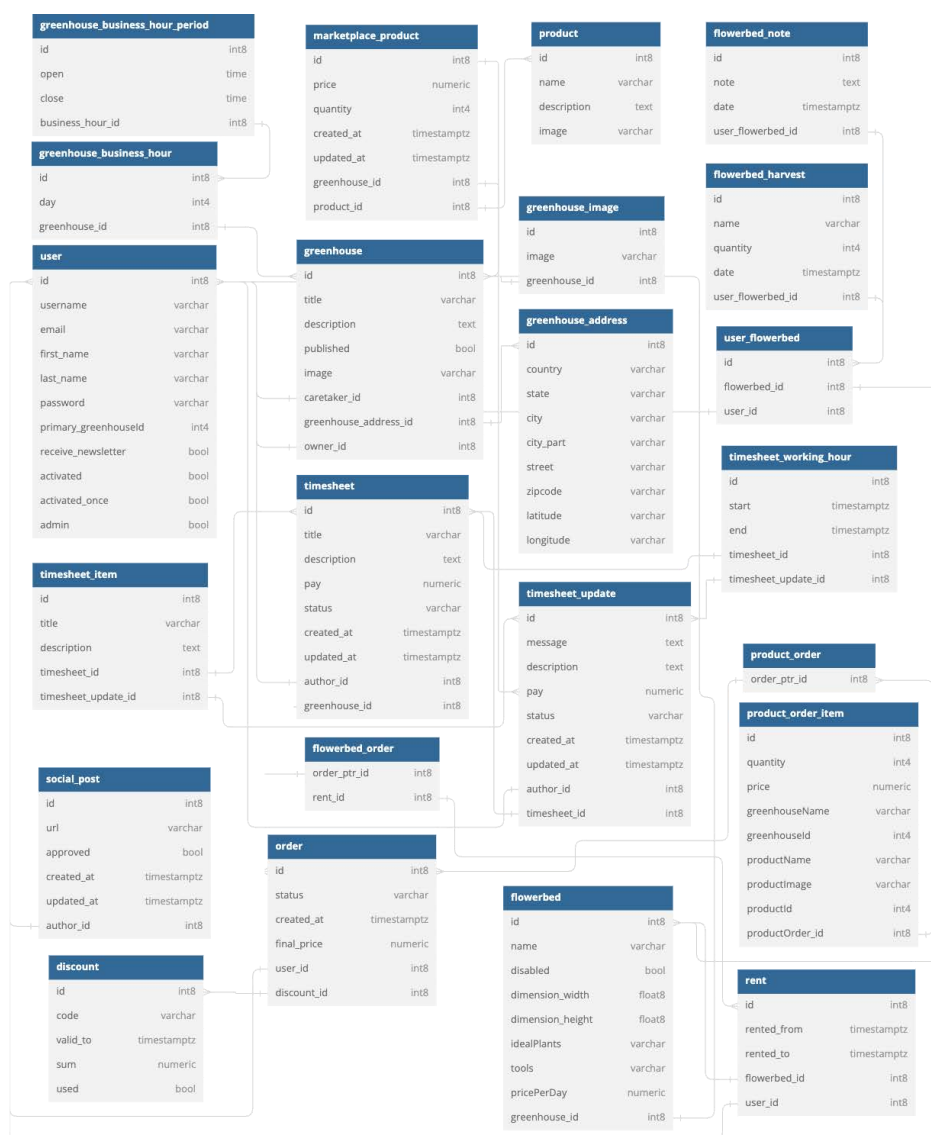 greenhouse_business_hour_period
id int8
open time
close time
business_hour_id int8
greenhouse_business_hour
id int8
day int4
greenhouse_id int8
user
id int8
username varchar
email varchar
first_name varchar
last_name varchar
password varchar
primary_greenhouseId int4
receive_newsletter bool
activated bool
activated_once bool
admin bool
timesheet_item
id int8
title varchar
description text
timesheet_id int8
timesheet_update_id int8
social_post
id int8
url varchar
approved bool
created_at timestamptz
updated_at timestamptz
author_id int8
discount
id int8
code varchar
valid_to timestamptz
sum numeric
used bool
marketplace_product
id int8
price numeric
quantity int4
created_at timestamptz
updated_at timestamptz
greenhouse_id int8
product_id int8
greenhouse
id int8
title varchar
description text
published bool
image varchar
caretaker_id int8
greenhouse_address_id int8
owner_id int8
timesheet
id int8
title varchar
description text
pay numeric
status varchar
created_at timestamptz
updated_at timestamptz
author_id int8
greenhouse_id int8
flowerbed_order
order_ptr_id int8
rent_id int8
order
id int8
status varchar
created_at timestamptz
final_price numeric
user_id int8
discount_id int8
product
id int8
name varchar
description text
image varchar
greenhouse_image
id int8
image varchar
greenhouse_id int8
greenhouse_address
id int8
country varchar
state varchar
city varchar
city_part varchar
street varchar
zipcode varchar
latitude varchar
longitude varchar
timesheet_update
id int8
message text
description text
pay numeric
status varchar
created_at timestamptz
updated_at timestamptz
author_id int8
timesheet_id int8
flowerbed
id int8
name varchar
disabled bool
dimension_width float8
dimension_height float8
idealPlants varchar
tools varchar
pricePerDay numeric
greenhouse_id int8
flowerbed_note
id int8
note text
date timestamptz
user_flowerbed_id int8
flowerbed_harvest
id int8
name varchar
quantity int4
date timestamptz
user_flowerbed_id int8
user_flowerbed
id int8
flowerbed_id int8
user_id int8
timesheet_working_hour
id int8
start timestamptz
end timestamptz
timesheet_id int8
timesheet_update_id int8
product_order
order_ptr_id int8
product_order_item
id int8
quantity int4
price numeric
greenhouseName varchar
greenhouseId int4
productName varchar
productImage varchar
productId int4
productOrder_id int8
rent
id int8
rented_from timestamptz
rented_to timestamptz
flowerbed_id int8
user_id int8